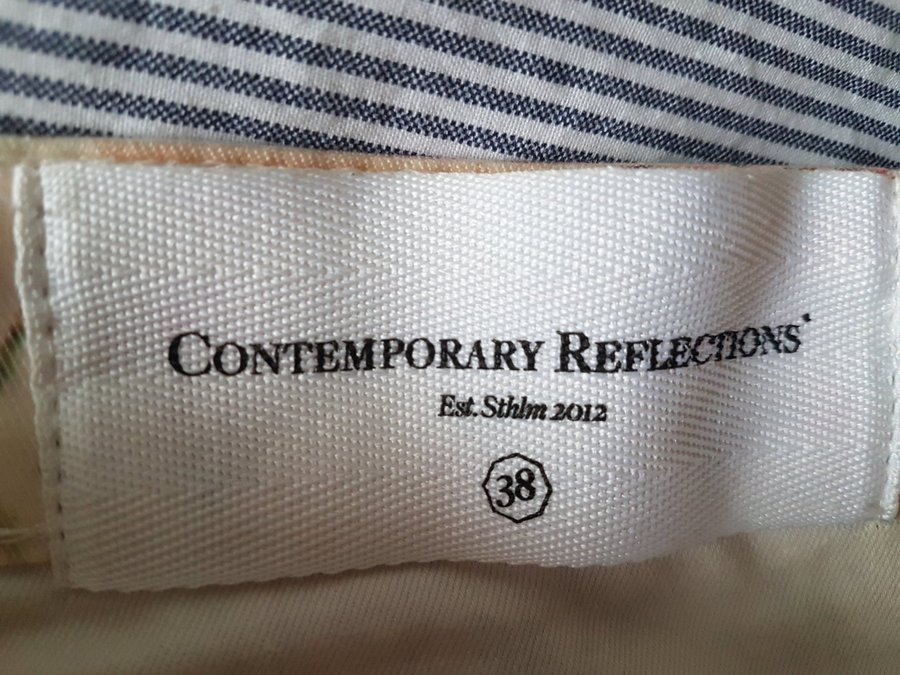 CONTEMPORARY REFLECTIONS
Est. Sthlm 2012
38